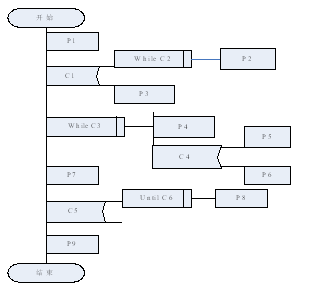 开始
P1
While C2
P2
C1
P3
While C3
P4
P5
C4
P7
P6
Until C6
P8
C5
P9
结束